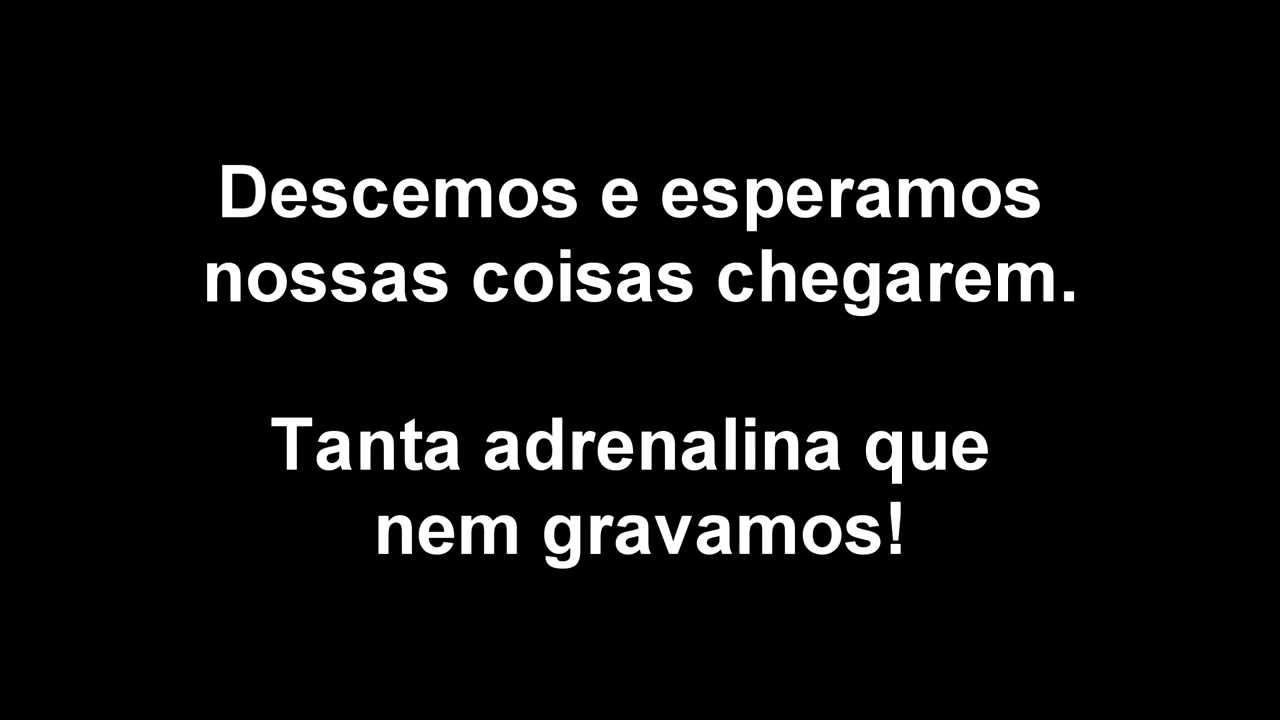 Descemos e esperamos
nossas coisas chegarem.
Tanta adrenalina que
nem gravamos!